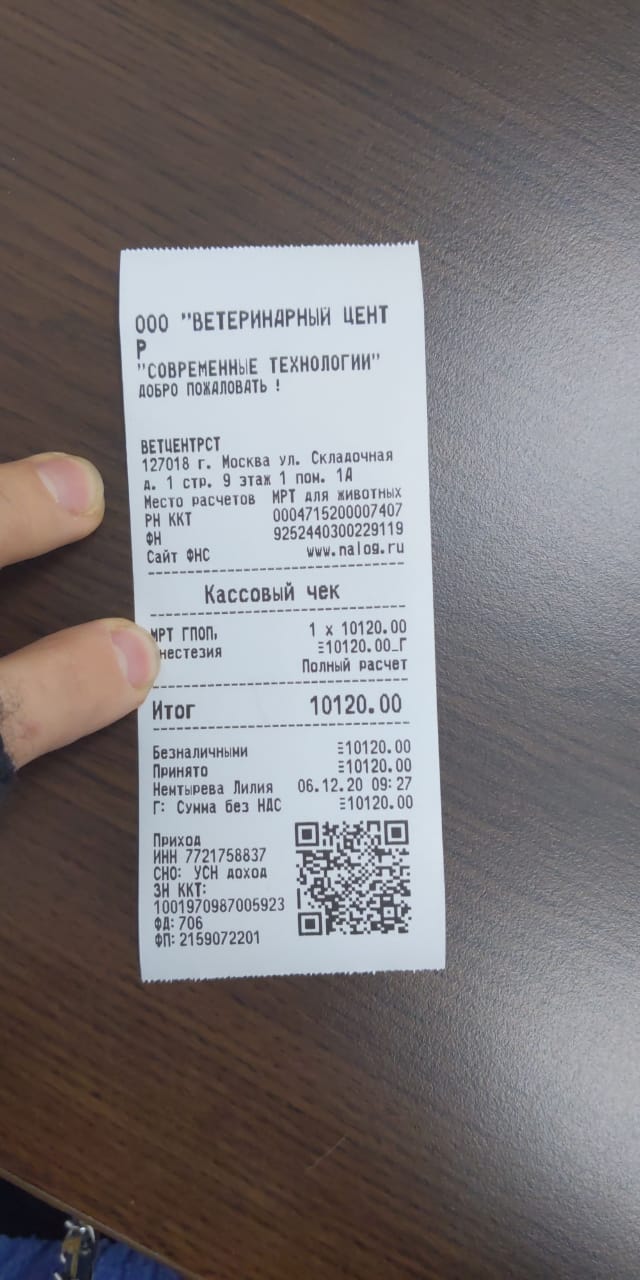 ООО "ВЕТЕРИНАРНЫЙ ЦЕНТ
Р
"СОВРЕМЕННЫЕ ТЕХНОЛОГИИ"
ДОБРО ПОЖАЛОВАТЬ !
ВЕТЦЕНТРСТ
127018 г. Москва ул. Складочная
д. 1 стр. 9 этаж 1 пом. 1А
Место расчетов МРТ для животных
РН ККТ 0004715200007407
ФН 9252440300229119
Сайт ФНС www.nalog.ru
Кассовый чек
МРТ ГПОП, 1 x 10120.00
нестезия ≡10120.00_Г
Полный расчет
Итог 10120.00
Безналичными ≡10120.00
Принято ≡10120.00
Немтырева Лилия 06.12.20 09:27
Г: Сумма без НДС ≡10120.00
Приход
ИНН 7721758837
СНО: УСН доход
ЗН ККТ:
1001970987005923
ФД: 706
ФП: 2159072201